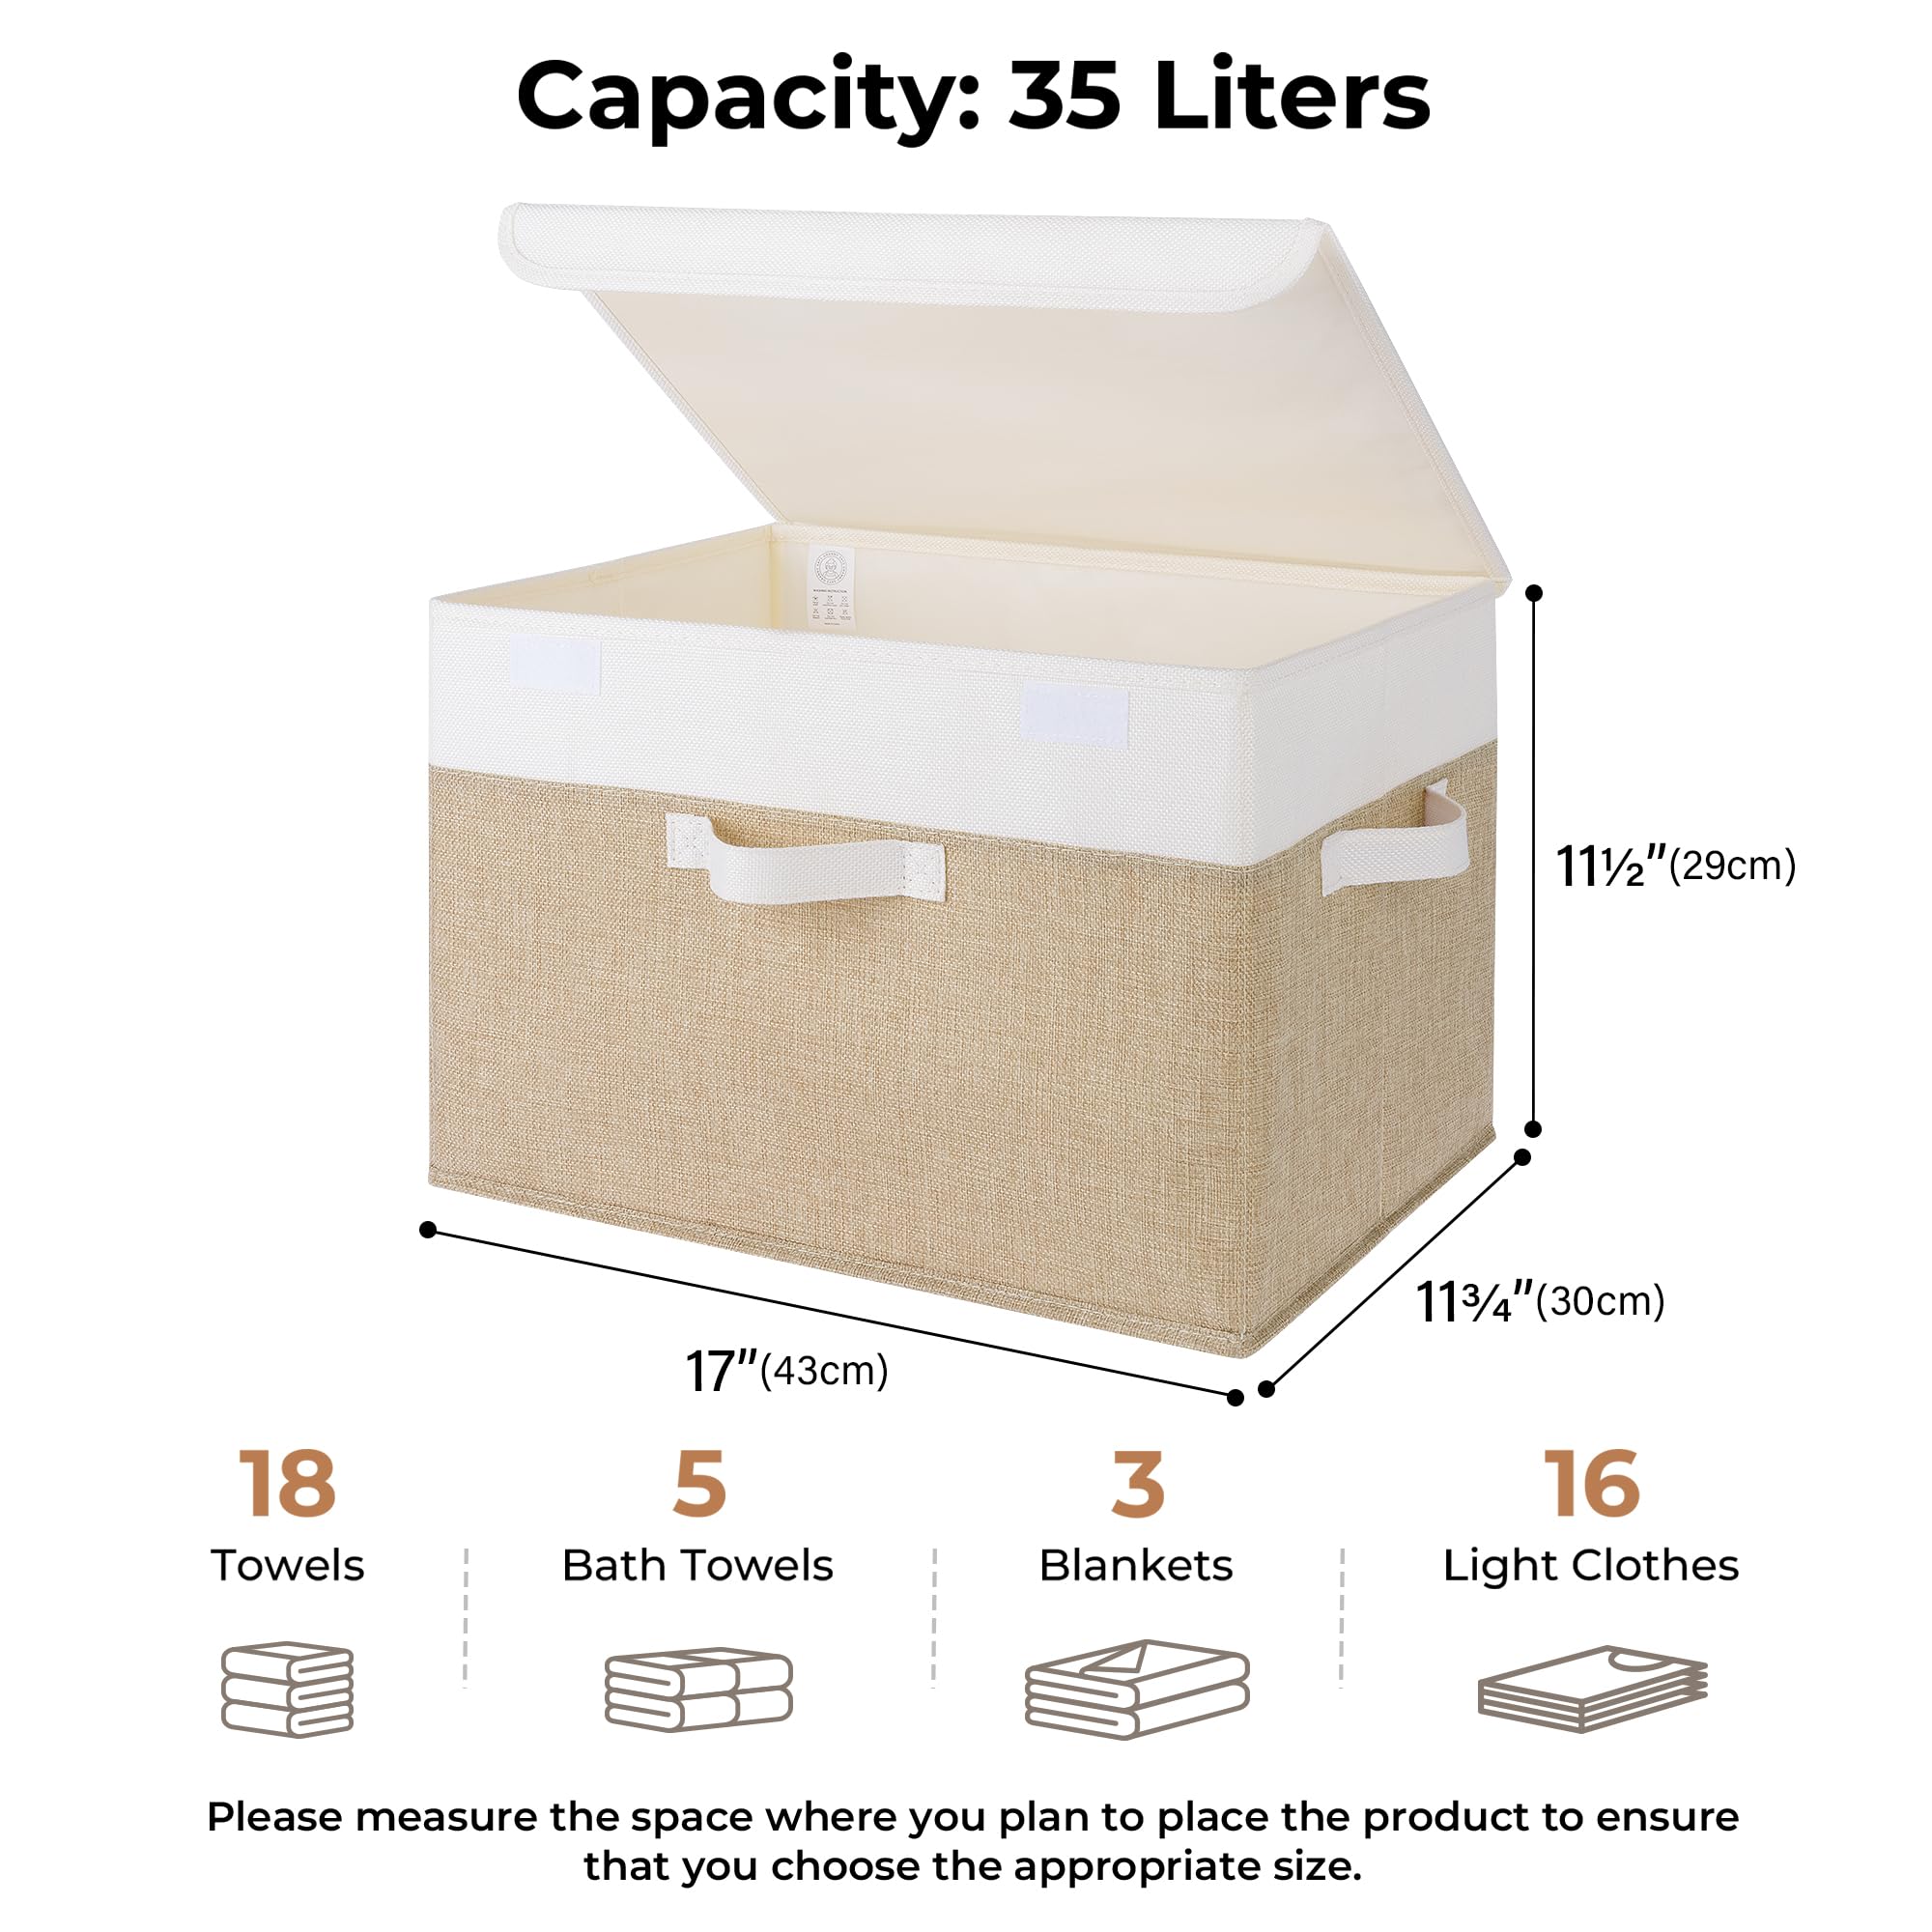 Capacity: 35 Liters
11½"(29cm)
11¾"(30cm)
17"(43cm)
18
Towels
5
Bath Towels
3
Blankets
16
Light Clothes
Please measure the space where you plan to place the product to ensure
that you choose the appropriate size.